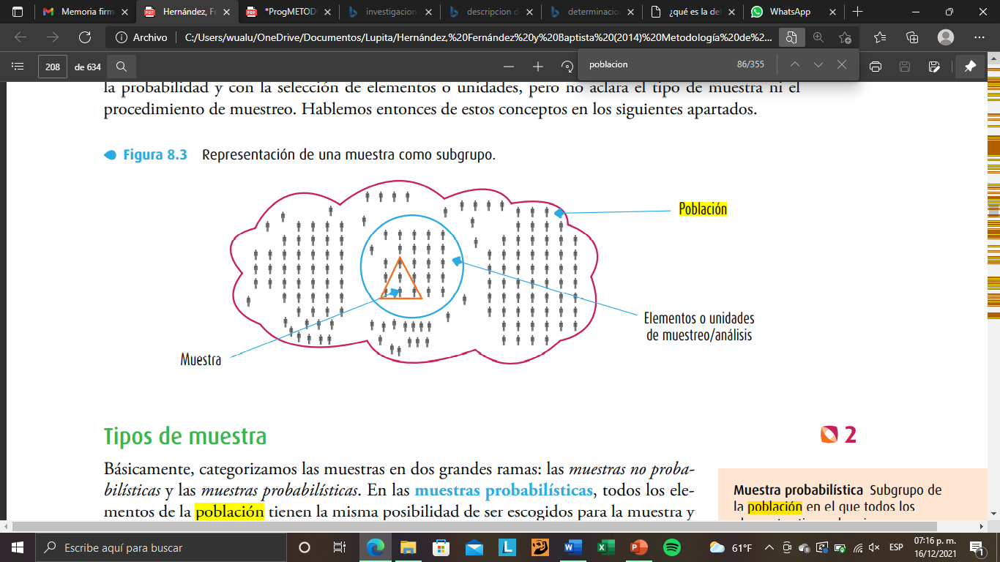 Memoria firm
Hernández, Fe
*ProgMETOD
investigacion
descripcion d
determinacio
¿qué es la det
WhatsApp
Archivo
C:/Users/wualu/OneDrive/Documentos/Lupita/Hernández,%20Fernández%20y%20Baptista%20(2014)%20Metodología%20de%2...
208
de 634
poblacion
86/355
la probabilidad y con la selección de elementos o unidades, pero no aclara el tipo de muestra ni el
procedimiento de muestreo. Hablemos entonces de estos conceptos en los siguientes apartados.
Figura 8.3 Representación de una muestra como subgrupo.
Población
Elementos o unidades
de muestreo/análisis
Muestra
Tipos de muestra
2
Básicamente, categorizamos las muestras en dos grandes ramas: las muestras no proba-
bilísticas y las muestras probabilísticas. En las muestras probabilísticas, todos los ele-
mentos de la población tienen la misma posibilidad de ser escogidos para la muestra y
Muestra probabilística Subgrupo de
la población en el que todos los
Escribe aquí para buscar
61°F
ESP
07:16 p. m.
16/12/2021
1